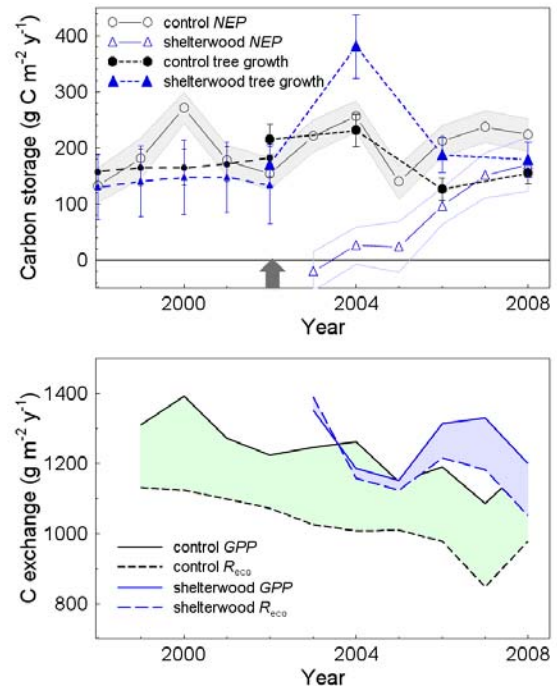 control NEP
shelterwood NEP
control tree growth
shelterwood tree growth
Carbon storage (g C m⁻² y⁻¹)
400
300
200
100
0
2000 2004 2008
Year
C exchange (g m⁻² y⁻¹)
1400
1200
1000
800
control GPP
control Reco
shelterwood GPP
shelterwood Reco
2000 2004 2008
Year